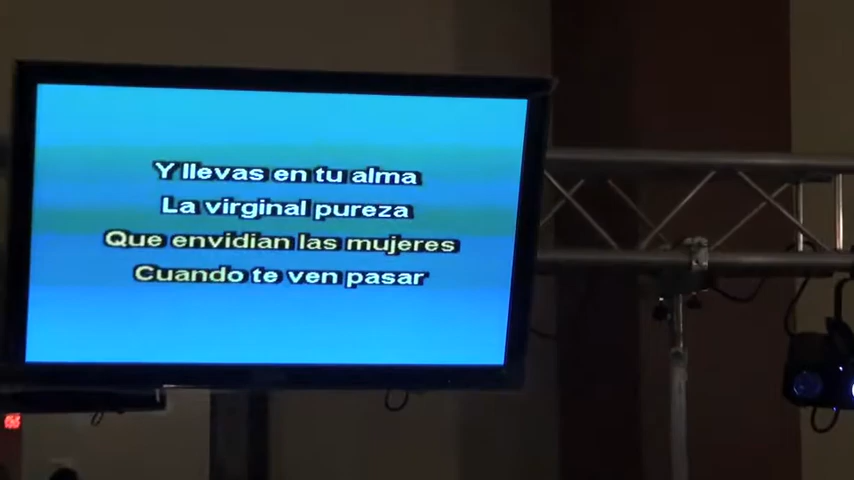 Y llevas en tu alma
La virginal pureza
Que envidian las mujeres
Cuando te ven pasar